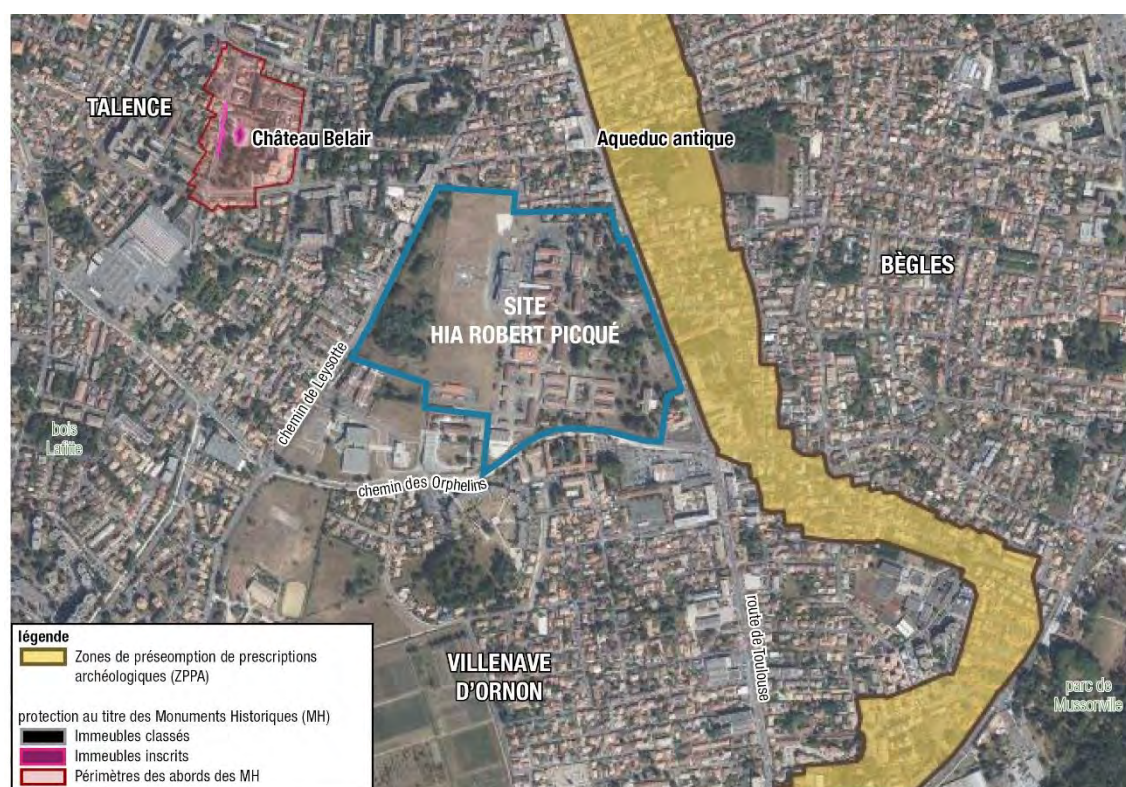 TALENCE
Château Belair
Aqueduc antique
BÈGLES
SITE
HIA ROBERT PICQUÉ
chemin de Leysotte
bois
Lafitte
chemin des Orphelins
route de Toulouse
VILLENAVE
D'ORNON
parc de
Mussonville
légende
Zones de préseomption de prescriptions
archéologiques (ZPPA)
protection au titre des Monuments Historiques (MH)
Immeubles classés
Immeubles inscrits
Périmètres des abords des MH